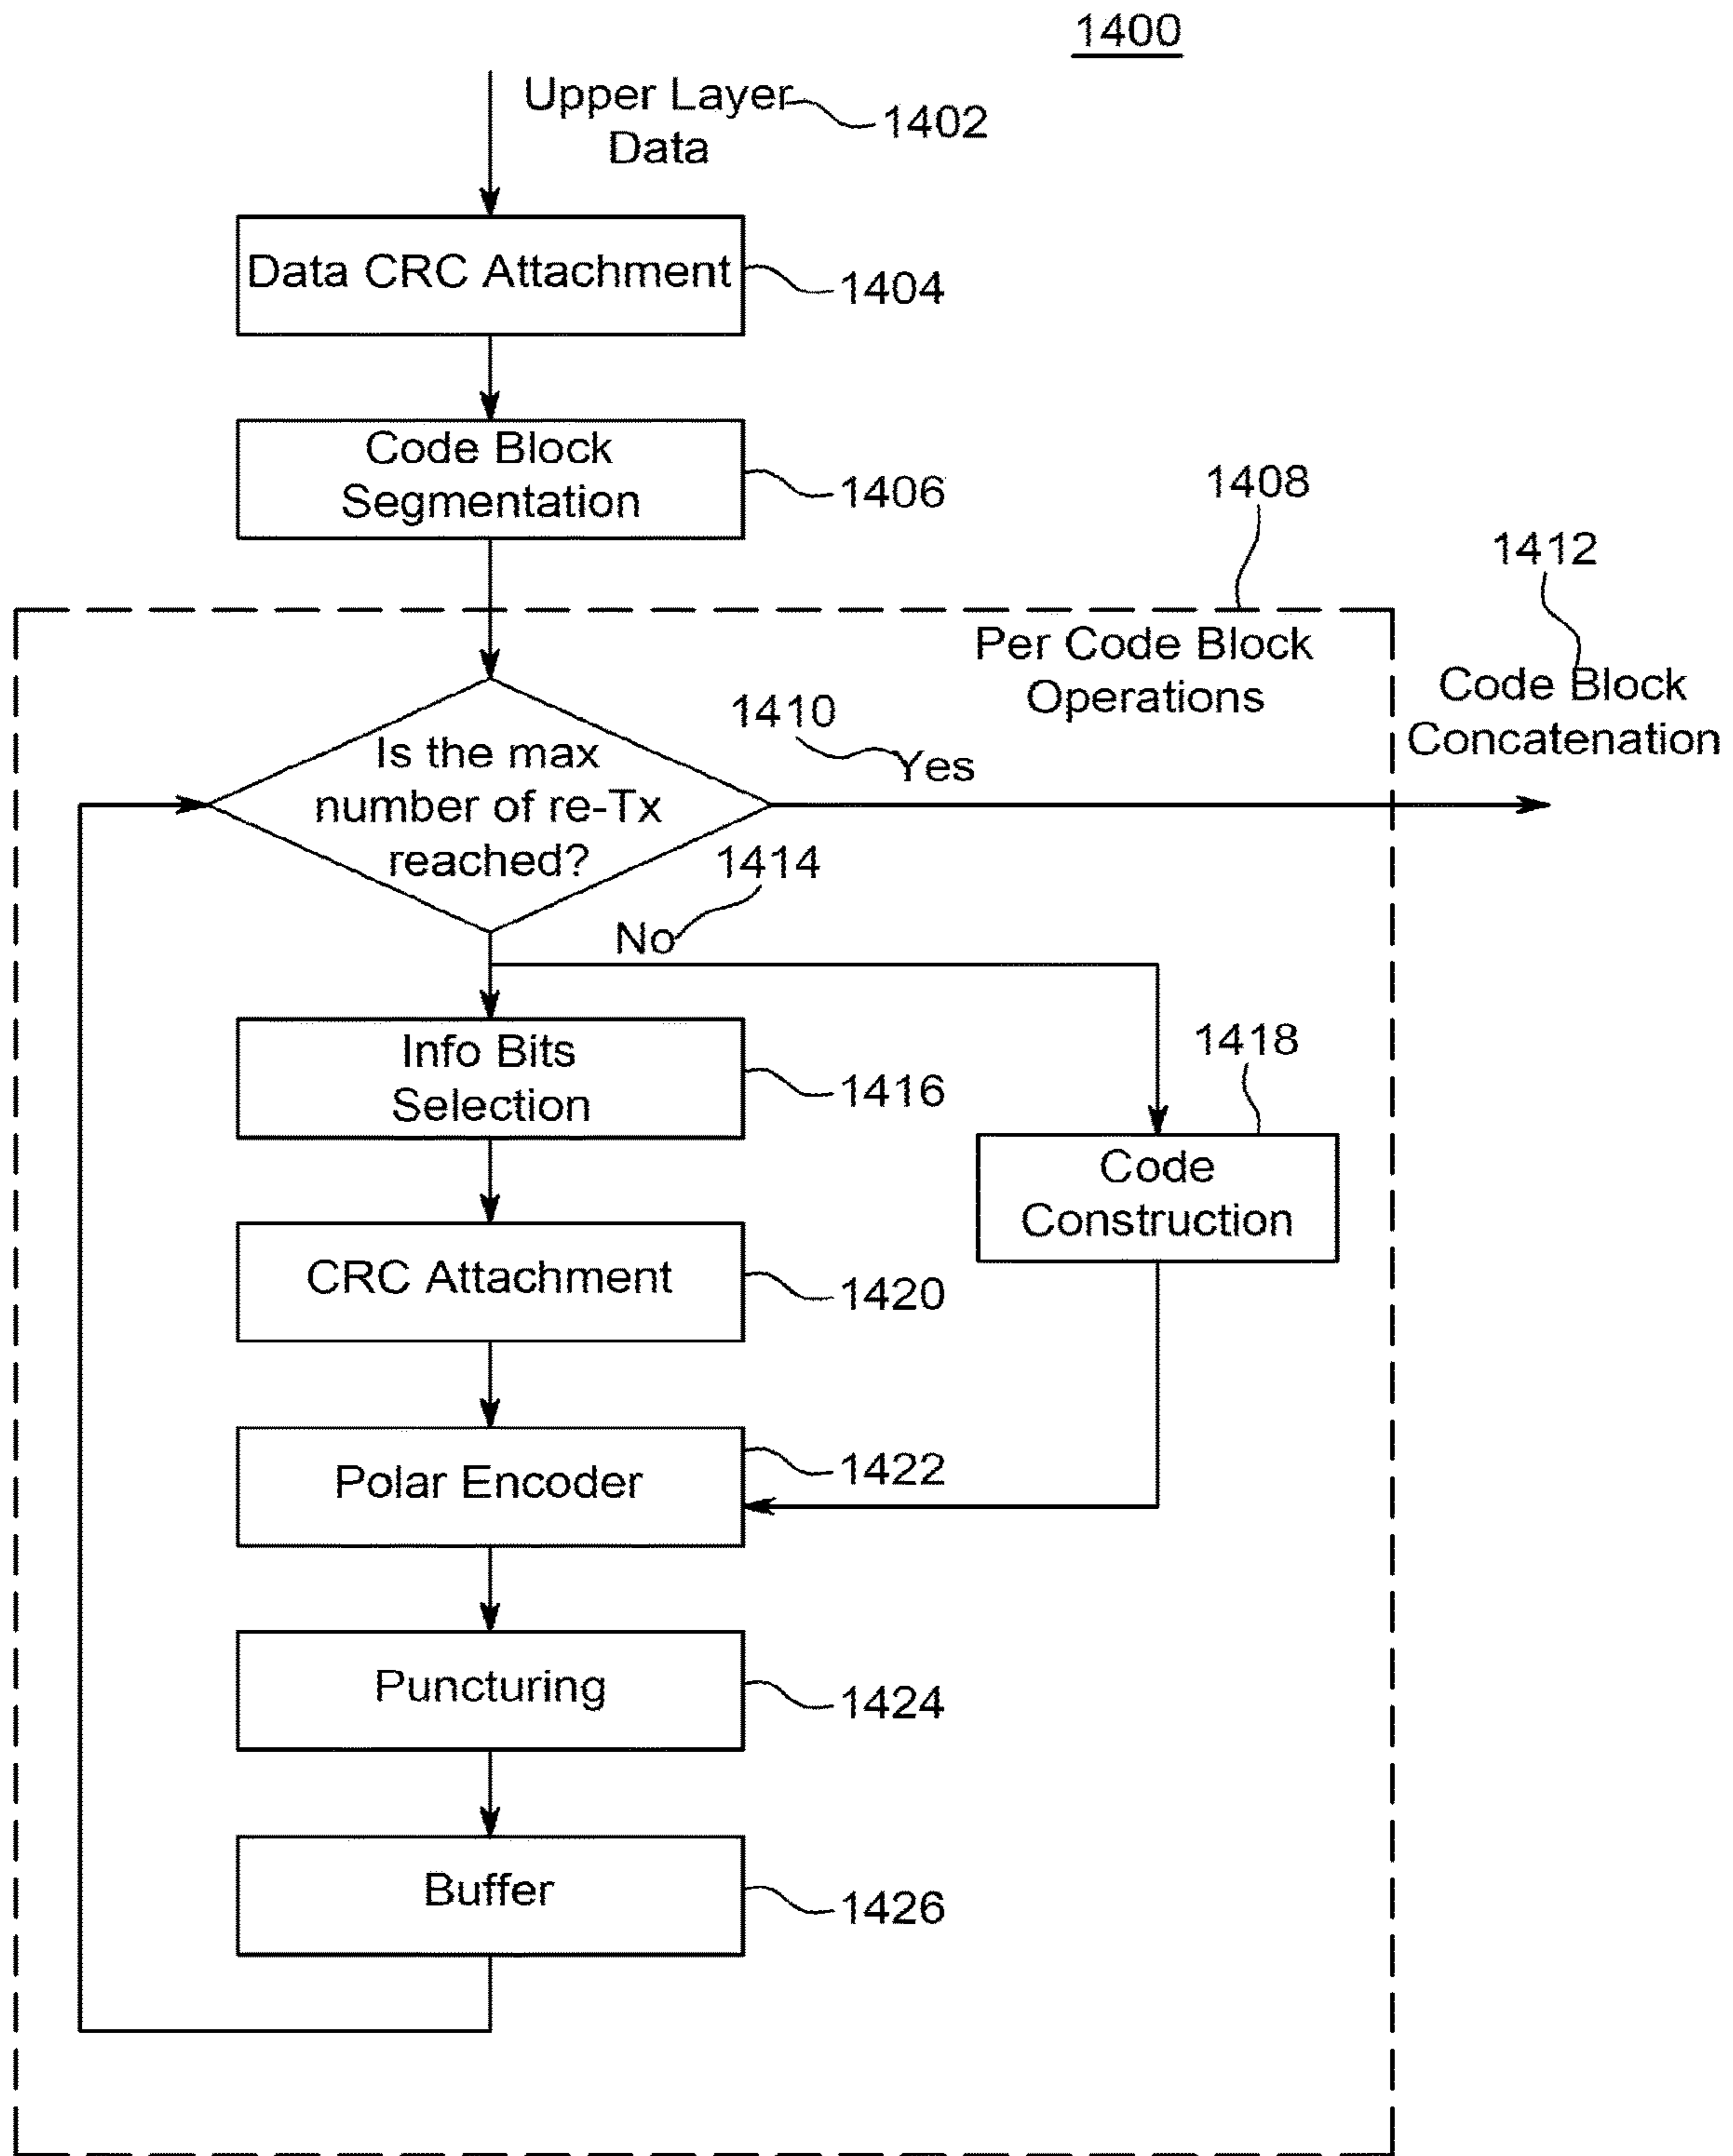 1400
Upper Layer
Data
1402
Data CRC Attachment
1404
Code Block
Segmentation
1406
1408
1412
Per Code Block
Operations
Code Block
Concatenation
1410
Yes
Is the max
number of re-Tx
reached?
1414
No
Info Bits
Selection
1416
1418
Code
Construction
CRC Attachment
1420
Polar Encoder
1422
Puncturing
1424
Buffer
1426